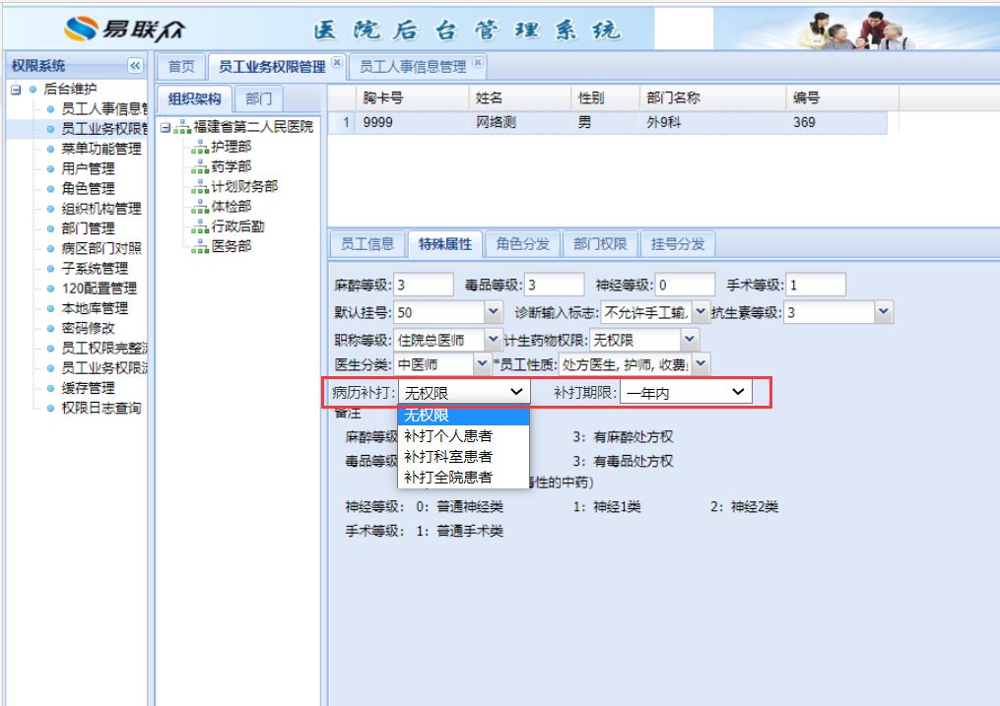 易联众
医院后台管理系统
权限系统
后台维护
员工人事信息管
员工业务权限管
菜单功能管理
用户管理
角色管理
组织机构管理
部门管理
病区部门对照
子系统管理
120配置管理
本地库管理
密码修改
员工权限完整
员工业务权限
缓存管理
权限日志查询
首页 员工业务权限管理 员工人事信息管理
组织架构 部门
福建省第二人民医院
护理部
药学部
计划财务部
体检部
行政后勤
医务部
胸卡号 姓名 性别 部门名称 编号
1 9999 网络测 男 外9科 369
员工信息 特殊属性 角色分发 部门权限 挂号分发
麻醉等级: 3 毒品等级: 3 神经等级: 0 手术等级: 1
默认挂号: 50 诊断输入标志: 不允许手工输, 抗生素等级: 3
职称等级: 住院总医师 计生药物权限: 无权限
医生分类: 中医师 *员工性质: 处方医生, 护师, 收费
病历补打: 无权限 补打期限: 一年内
无权限
补打个人患者
补打科室患者
补打全院患者
备注
麻醉等级 3: 有麻醉处方权
毒品等级 3: 有毒品处方权
性的中药)
神经等级: 0: 普通神经类 1: 神经1类 2: 神经2类
手术等级: 1: 普通手术类